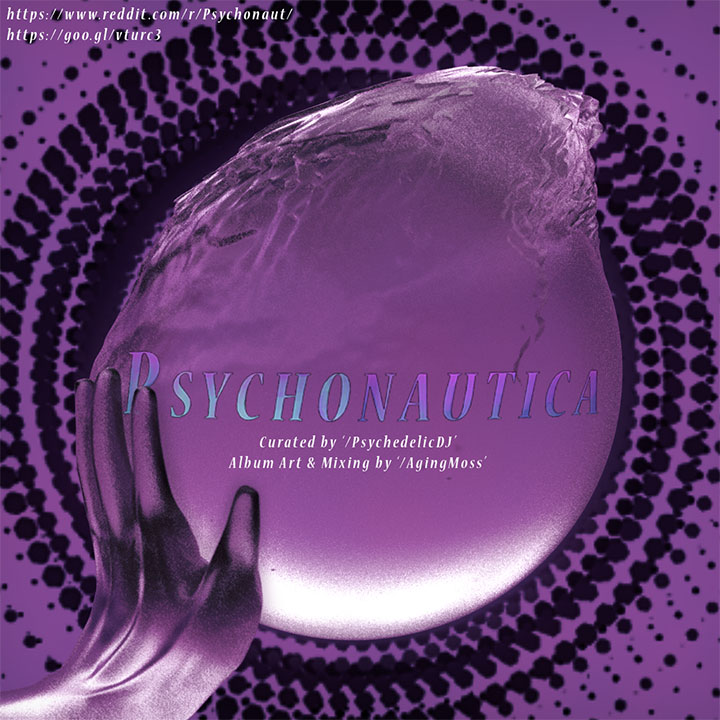 https://www.reddit.com/r/Psychonaut/
https://goo.gl/vturc3
PSYCHONAUTICA
Curated by '/PsychedelicDJ'
Album Art & Mixing by '/AgingMoss'